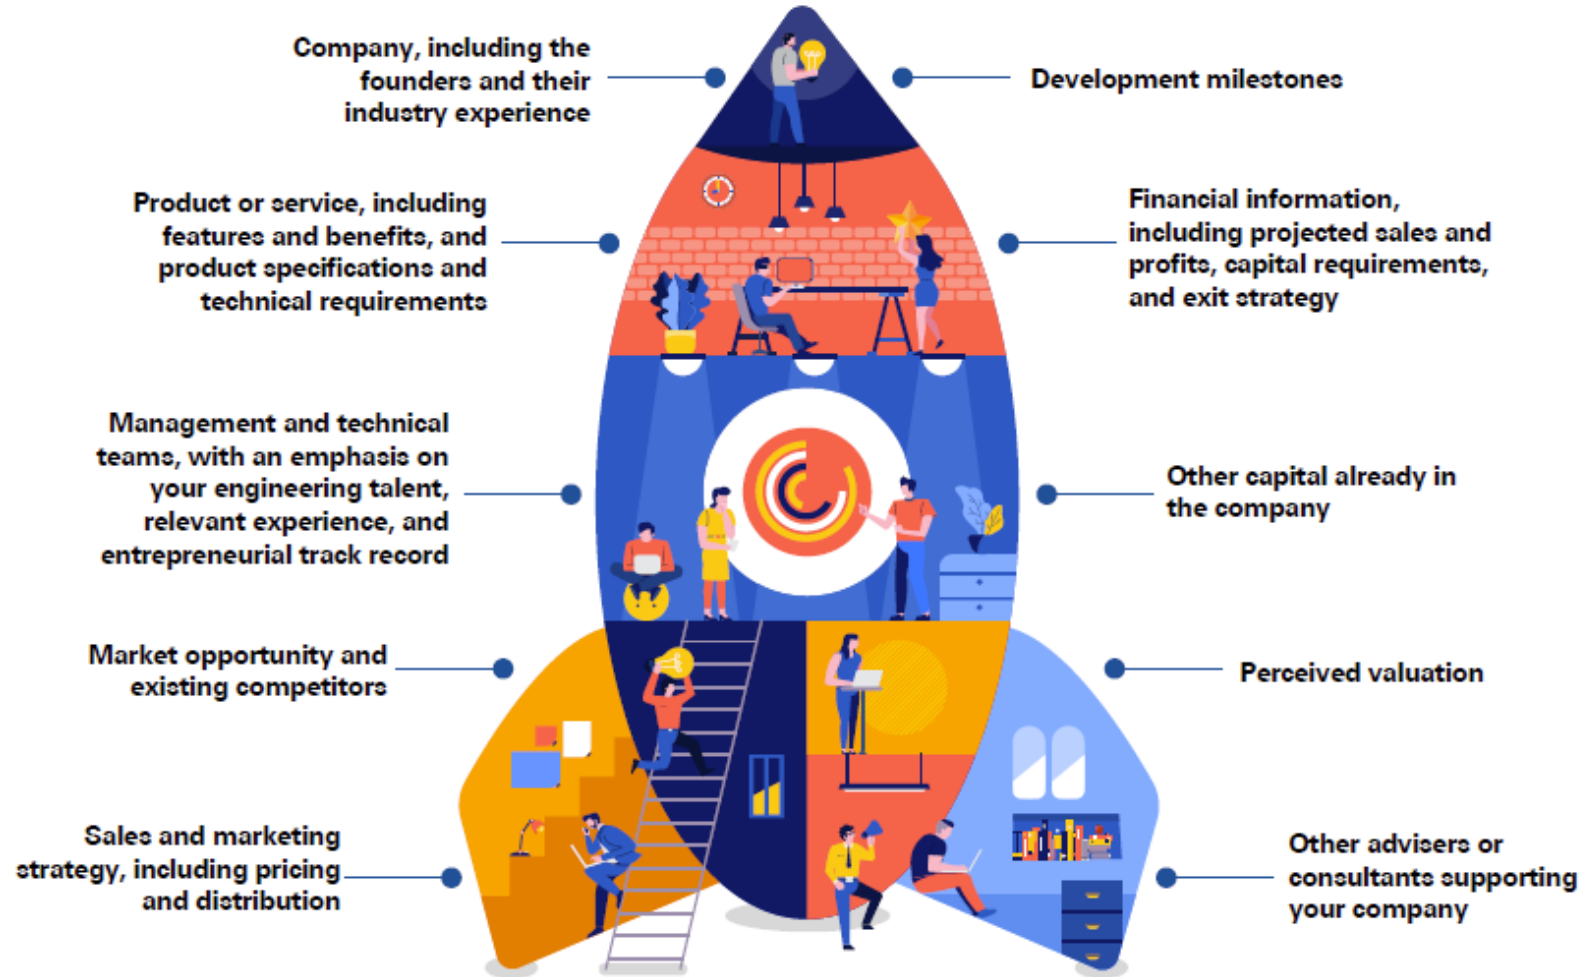 Company, including the
founders and their
industry experience
Product or service, including
features and benefits, and
product specifications and
technical requirements
Management and technical
teams, with an emphasis on
your engineering talent,
relevant experience, and
entrepreneurial track record
Market opportunity and
existing competitors
Sales and marketing
strategy, including pricing
and distribution
Development milestones
Financial information,
including projected sales and
profits, capital requirements,
and exit strategy
Other capital already in
the company
Perceived valuation
Other advisers or
consultants supporting
your company